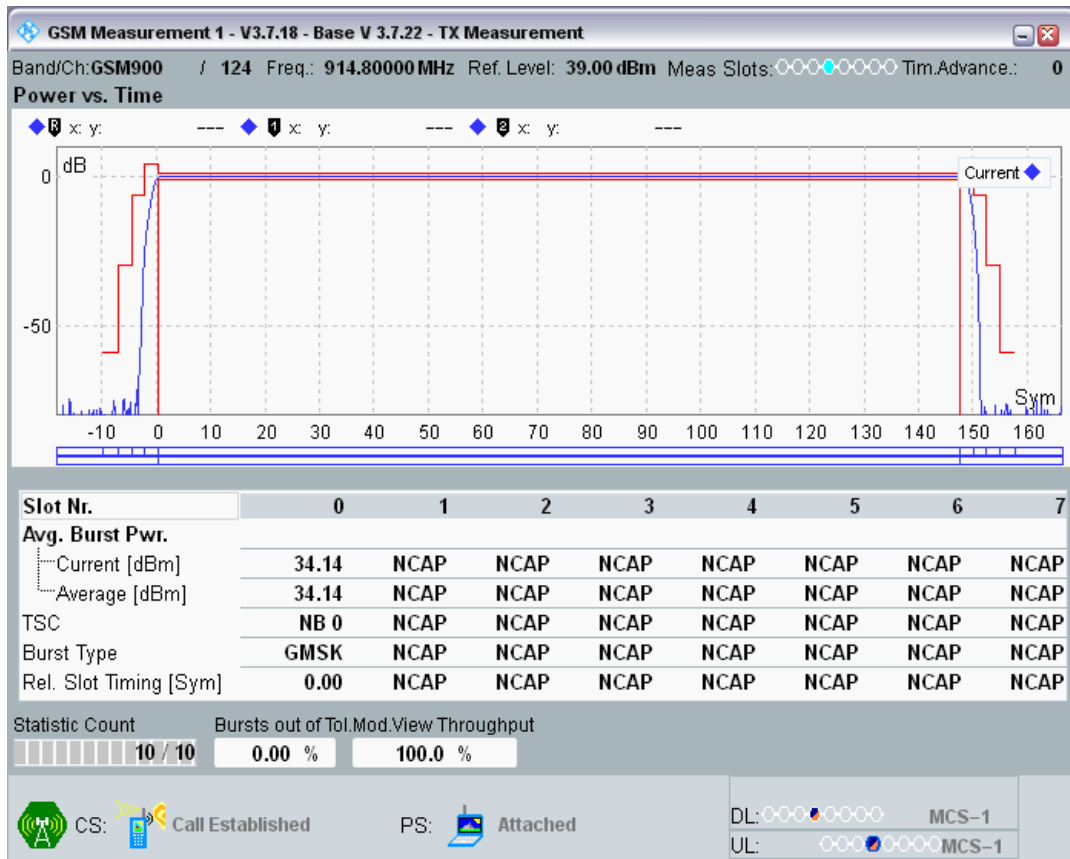 GSM Measurement 1 - V3.7.18 - Base V 3.7.22 - TX Measurement
Band/Ch:GSM900 / 124 Freq.: 914.80000 MHz Ref. Level: 39.00 dBm Meas Slots: Tim.Advance.: 0
Power vs. Time
R x: y: --- 1 x: y: --- 2 x: y: ---
dB
Current
0
-50
Sym
-10 0 10 20 30 40 50 60 70 80 90 100 110 120 130 140 150 160
Slot Nr. 0 1 2 3 4 5 6 7
Avg. Burst Pwr.
Current [dBm] 34.14 NCAP NCAP NCAP NCAP NCAP NCAP NCAP
Average [dBm] 34.14 NCAP NCAP NCAP NCAP NCAP NCAP NCAP
TSC NB 0 NCAP NCAP NCAP NCAP NCAP NCAP NCAP
Burst Type GMSK NCAP NCAP NCAP NCAP NCAP NCAP NCAP
Rel. Slot Timing [Sym] 0.00 NCAP NCAP NCAP NCAP NCAP NCAP NCAP
Statistic Count Bursts out of Tol.Mod.View Throughput
10 / 10 0.00 % 100.0 %
CS: Call Established PS: Attached
DL: MCS-1
UL: MCS-1